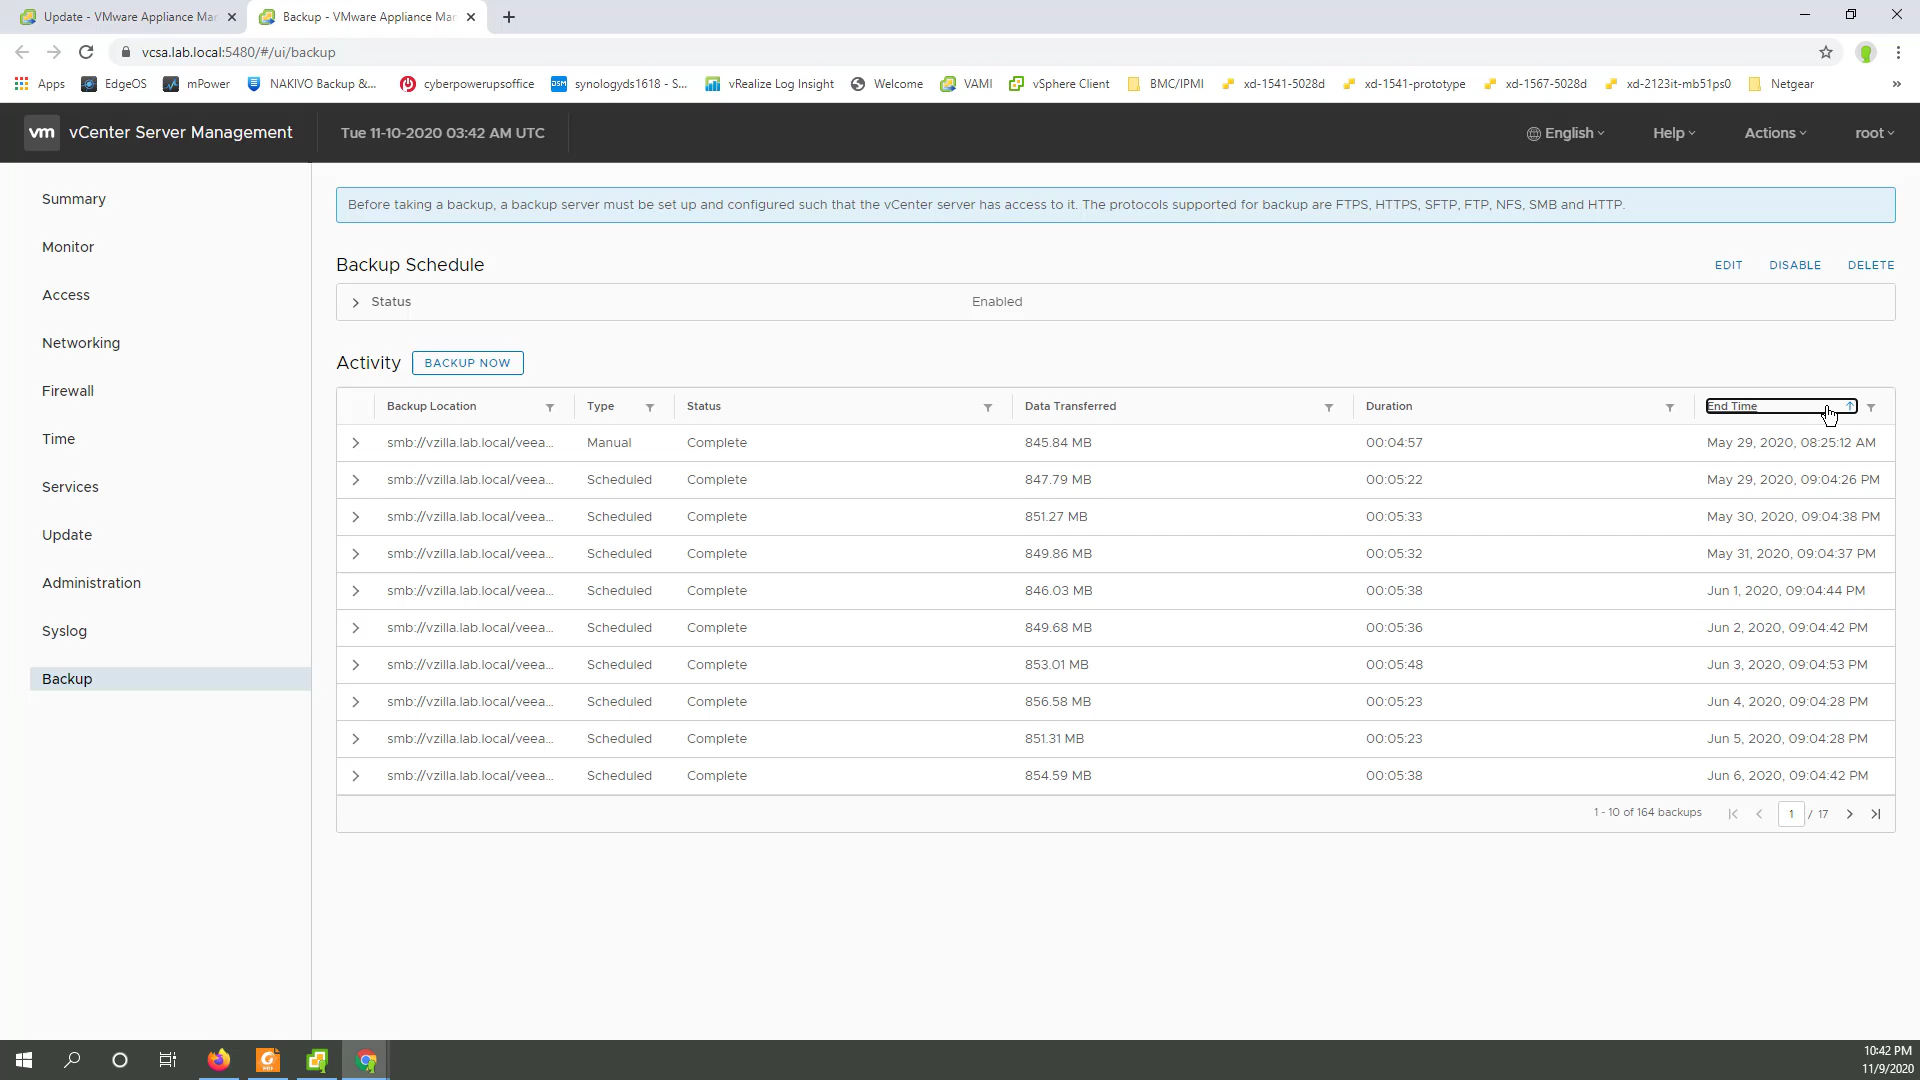 Update - VMware Appliance Mar
Backup - VMware Appliance Mar
vcsa.lab.local:5480/#/ui/backup
Apps
EdgeOS
mPower
NAKIVO Backup &...
cyberpowerupsoffice
DSM
synologyds1618 - S...
vRealize Log Insight
Welcome
VAMI
vSphere Client
BMC/IPMI
xd-1541-5028d
xd-1541-prototype
xd-1567-5028d
xd-2123it-mb51ps0
Netgear
»
vm
vCenter Server Management
Tue 11-10-2020 03:42 AM UTC
English
Help
Actions
root
Summary
Monitor
Access
Networking
Firewall
Time
Services
Update
Administration
Syslog
Backup
Before taking a backup, a backup server must be set up and configured such that the vCenter server has access to it. The protocols supported for backup are FTPS, HTTPS, SFTP, FTP, NFS, SMB and HTTP.
Backup Schedule
EDIT DISABLE DELETE
Status Enabled
Activity BACKUP NOW
Backup Location Type Status Data Transferred Duration End Time
smb://vzilla.lab.local/veea... Manual Complete 845.84 MB 00:04:57 May 29, 2020, 08:25:12 AM
smb://vzilla.lab.local/veea... Scheduled Complete 847.79 MB 00:05:22 May 29, 2020, 09:04:26 PM
smb://vzilla.lab.local/veea... Scheduled Complete 851.27 MB 00:05:33 May 30, 2020, 09:04:38 PM
smb://vzilla.lab.local/veea... Scheduled Complete 849.86 MB 00:05:32 May 31, 2020, 09:04:37 PM
smb://vzilla.lab.local/veea... Scheduled Complete 846.03 MB 00:05:38 Jun 1, 2020, 09:04:44 PM
smb://vzilla.lab.local/veea... Scheduled Complete 849.68 MB 00:05:36 Jun 2, 2020, 09:04:42 PM
smb://vzilla.lab.local/veea... Scheduled Complete 853.01 MB 00:05:48 Jun 3, 2020, 09:04:53 PM
smb://vzilla.lab.local/veea... Scheduled Complete 856.58 MB 00:05:23 Jun 4, 2020, 09:04:28 PM
smb://vzilla.lab.local/veea... Scheduled Complete 851.31 MB 00:05:23 Jun 5, 2020, 09:04:28 PM
smb://vzilla.lab.local/veea... Scheduled Complete 854.59 MB 00:05:38 Jun 6, 2020, 09:04:42 PM
1 - 10 of 164 backups 1 / 17
10:42 PM
11/9/2020